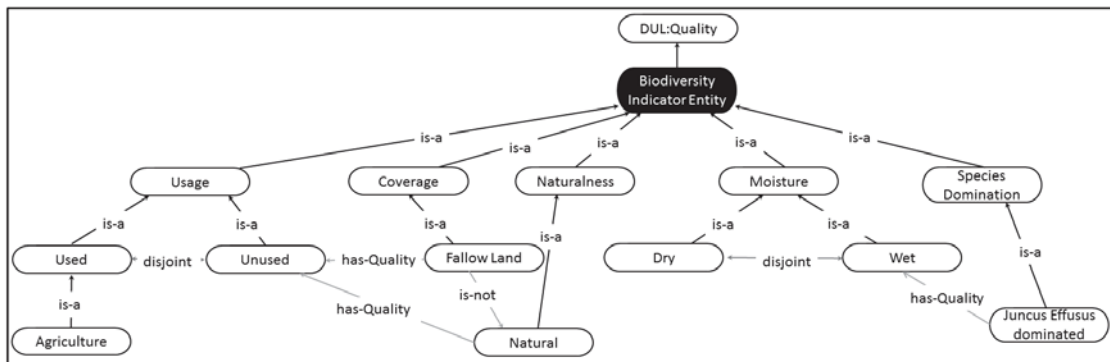 DUL:Quality
Biodiversity
Indicator Entity
is-a
is-a
is-a
is-a
is-a
Usage
Coverage
Naturalness
Moisture
Species
Domination
is-a
is-a
is-a
is-a
is-a
is-a
is-a
Used
disjoint
Unused
has-Quality
Fallow Land
Dry
disjoint
Wet
is-a
has-Quality
is-not
has-Quality
Agriculture
Natural
Juncus Effusus
dominated